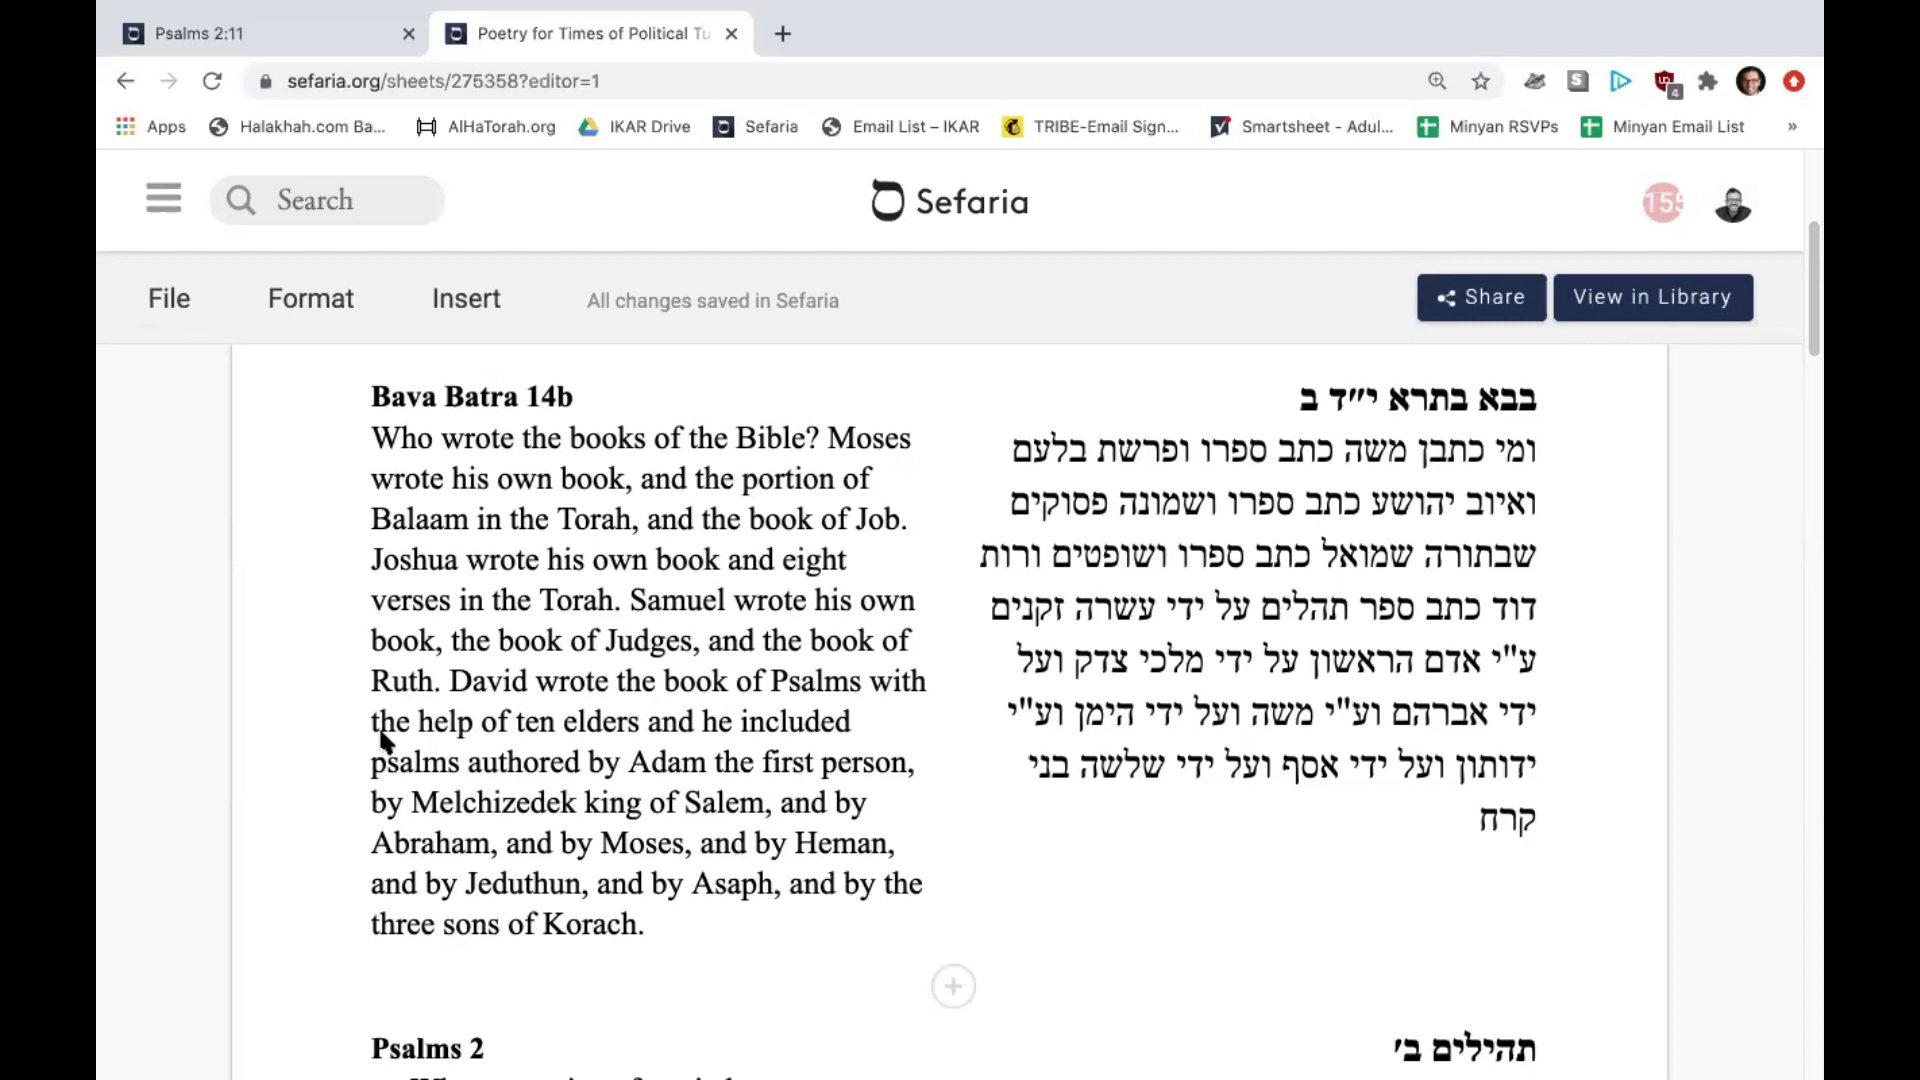 Psalms 2:11
Poetry for Times of Political Tu
sefaria.org/sheets/275358?editor=1
4
Apps
Halakhah.com Ba...
AlHaTorah.org
IKAR Drive
Sefaria
Email List – IKAR
TRIBE-Email Sign...
Smartsheet - Adul...
Minyan RSVPs
Minyan Email List
»
Search
Sefaria
155
File
Format
Insert
All changes saved in Sefaria
Share
View in Library
Bava Batra 14b
Who wrote the books of the Bible? Moses
wrote his own book, and the portion of
Balaam in the Torah, and the book of Job.
Joshua wrote his own book and eight
verses in the Torah. Samuel wrote his own
book, the book of Judges, and the book of
Ruth. David wrote the book of Psalms with
the help of ten elders and he included
psalms authored by Adam the first person,
by Melchizedek king of Salem, and by
Abraham, and by Moses, and by Heman,
and by Jeduthun, and by Asaph, and by the
three sons of Korach.
בבא בתרא י״ד ב
ומי כתבן משה כתב ספרו ופרשת בלעם
ואיוב יהושע כתב ספרו ושמונה פסוקים
שבתורה שמואל כתב ספרו ושופטים ורות
דוד כתב ספר תהלים על ידי עשרה זקנים
ע"י אדם הראשון על ידי מלכי צדק ועל
ידי אברהם וע"י משה ועל ידי הימן וע"י
ידותון ועל ידי אסף ועל ידי שלשה בני
קרח
Psalms 2
תהילים ב׳